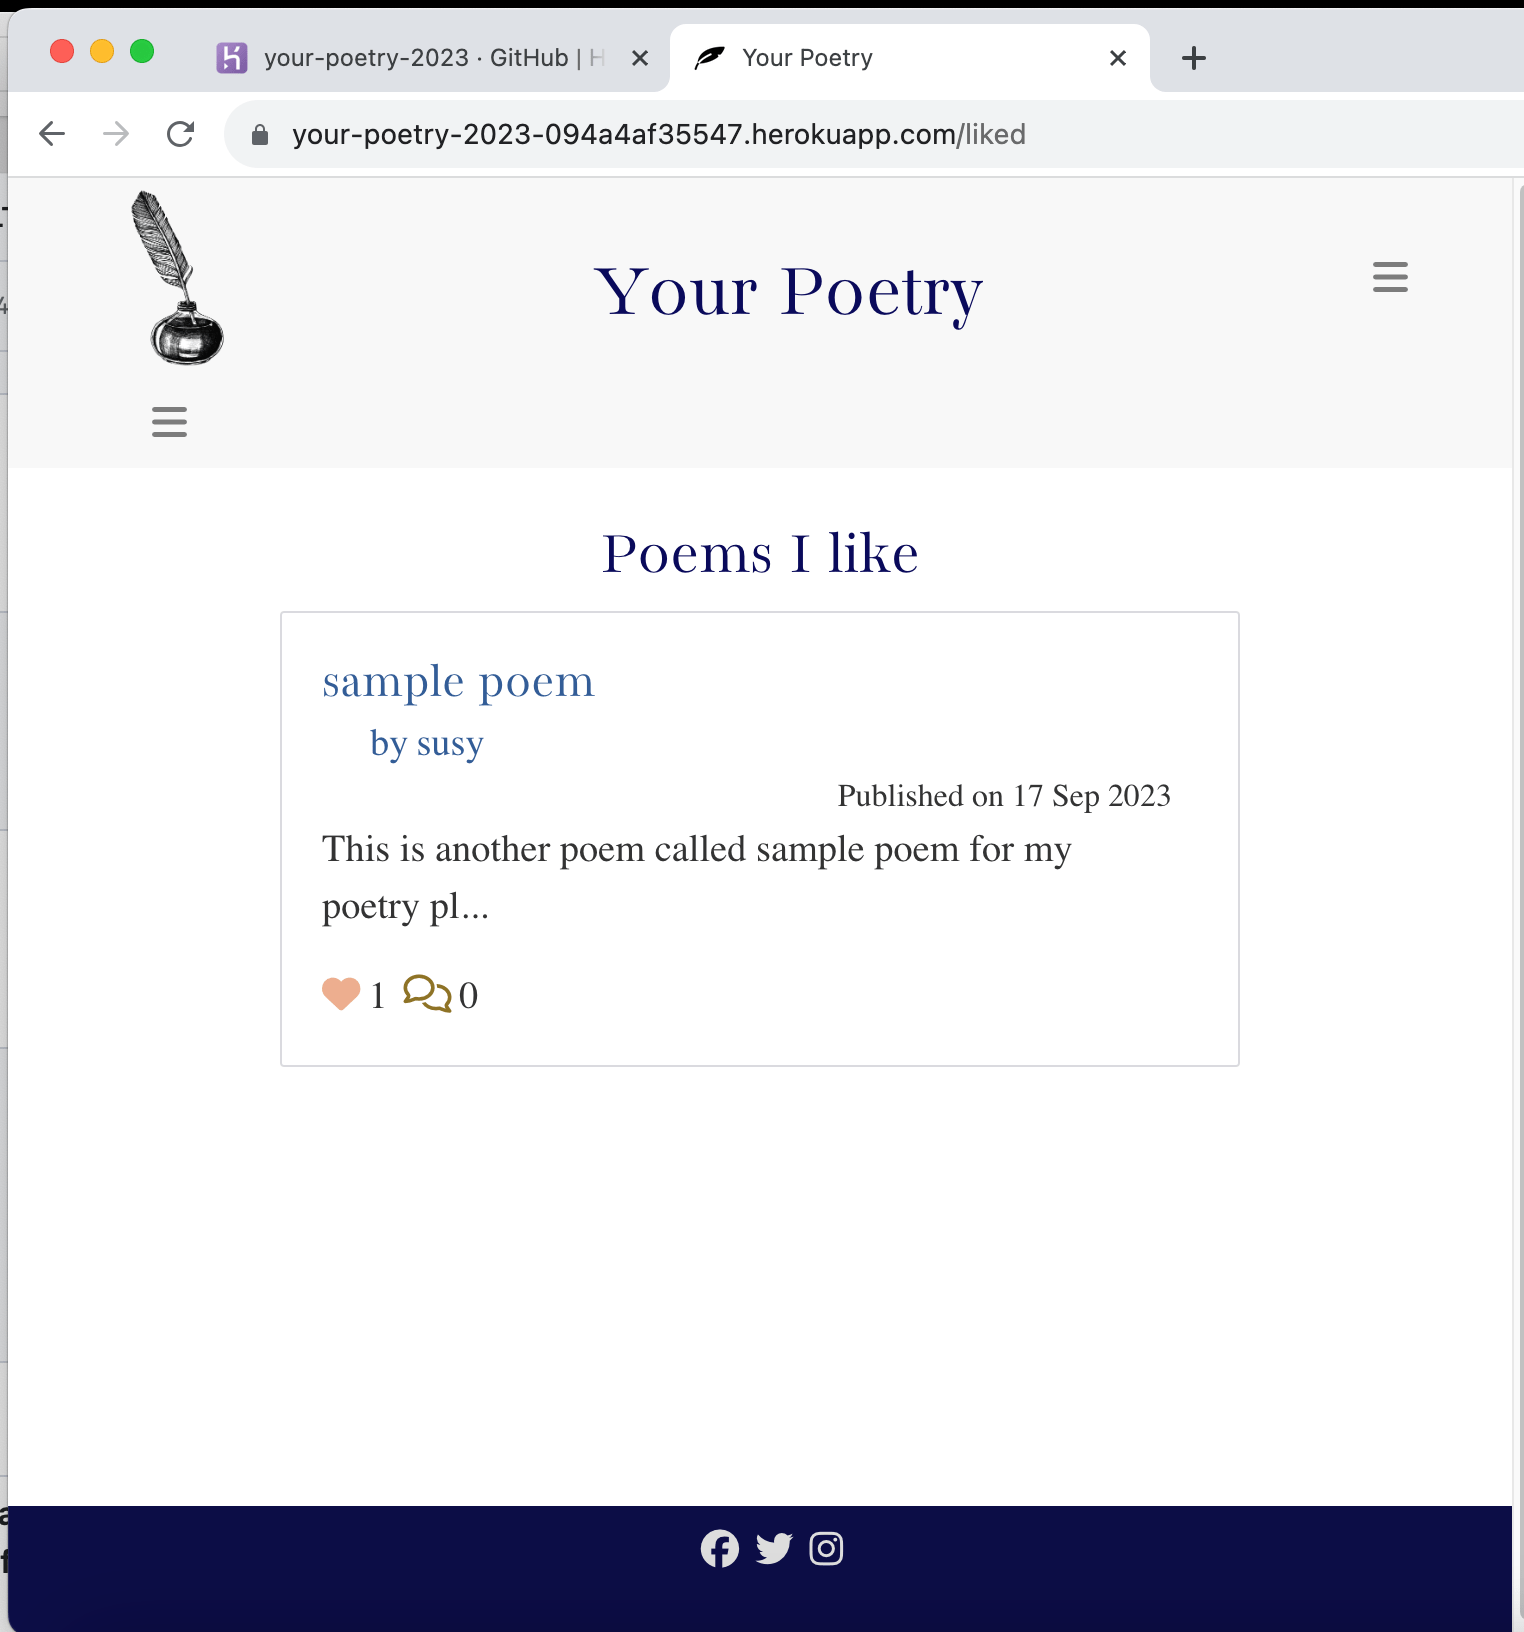 your-poetry-2023 · GitHub | H
Your Poetry
your-poetry-2023-094a4af35547.herokuapp.com/liked
Your Poetry
Poems I like
sample poem
by susy
Published on 17 Sep 2023
This is another poem called sample poem for my
poetry pl...
1 0